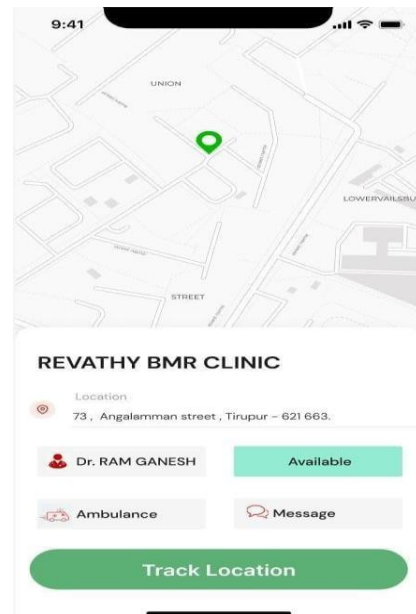 9:41
UNION
LOWERVAILSBU
STREET
REVATHY BMR CLINIC
Location
73 , Angalamman street , Tirupur – 621 663.
Dr. RAM GANESH
Available
Ambulance
Message
Track Location